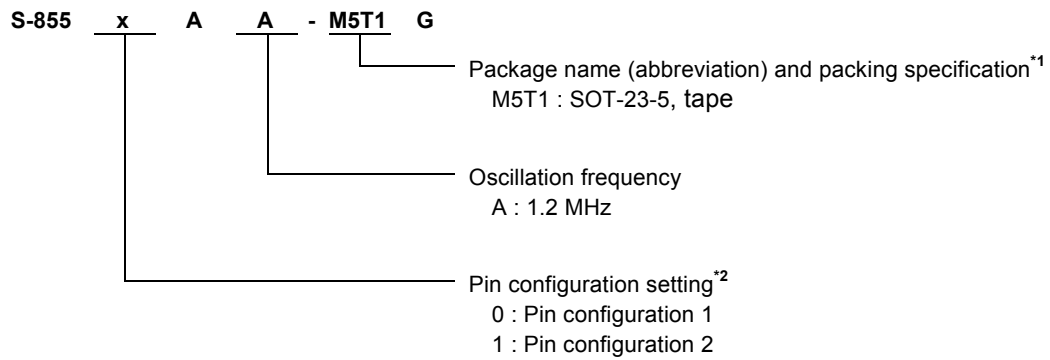 S-855 x A A - M5T1 G
Package name (abbreviation) and packing specification*1
M5T1 : SOT-23-5, tape
Oscillation frequency
A : 1.2 MHz
Pin configuration setting*2
0 : Pin configuration 1
1 : Pin configuration 2